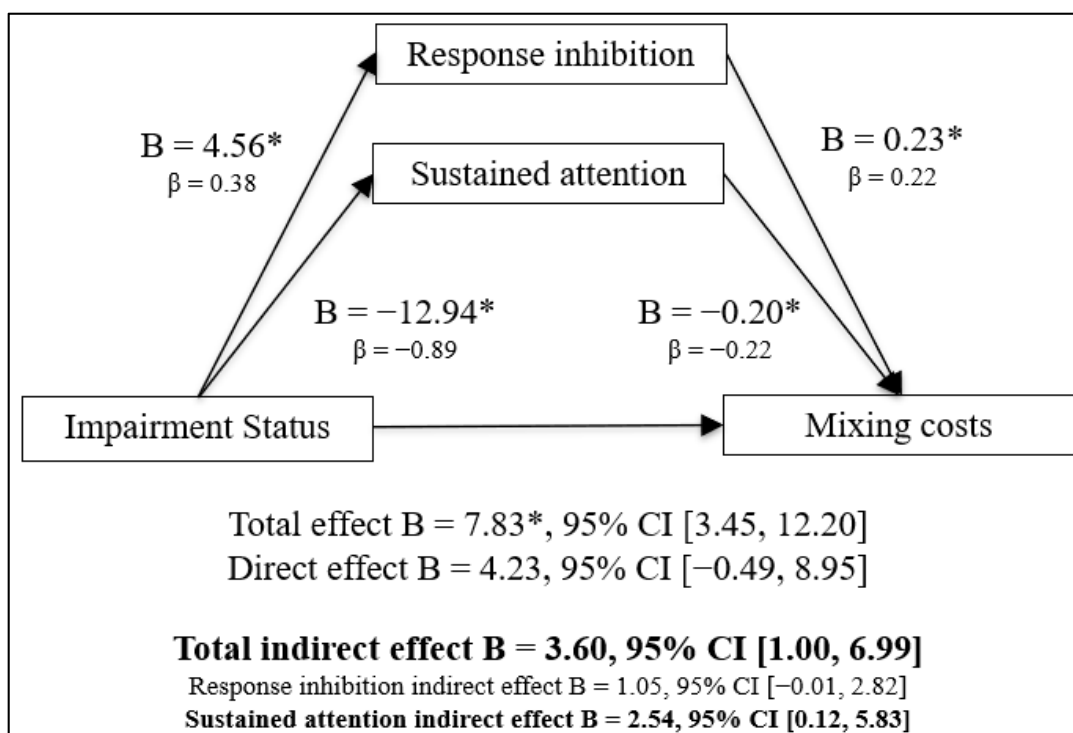 Response inhibition
B = 4.56*
β = 0.38
B = 0.23*
β = 0.22
Sustained attention
B = −12.94*
β = −0.89
B = −0.20*
β = −0.22
Impairment Status
Mixing costs
Total effect B = 7.83*, 95% CI [3.45, 12.20]
Direct effect B = 4.23, 95% CI [−0.49, 8.95]
Total indirect effect B = 3.60, 95% CI [1.00, 6.99]
Response inhibition indirect effect B = 1.05, 95% CI [−0.01, 2.82]
Sustained attention indirect effect B = 2.54, 95% CI [0.12, 5.83]